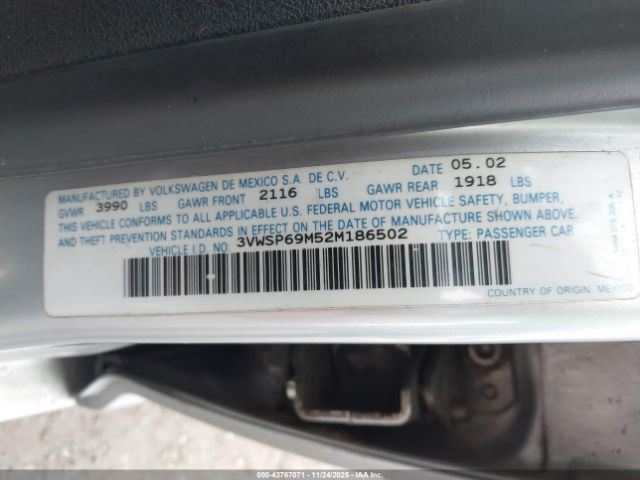 MANUFACTURED BY VOLKSWAGEN DE MEXICO S.A. DE C.V. DATE 05.02
GVWR 3990 LBS GAWR FRONT 2116 LBS GAWR REAR 1918 LBS
THIS VEHICLE CONFORMS TO ALL APPLICABLE U.S. FEDERAL MOTOR VEHICLE SAFETY, BUMPER,
AND THEFT PREVENTION STANDARDS IN EFFECT ON THE DATE OF MANUFACTURE SHOWN ABOVE.
VEHICLE I.D. NO. 3VWSP69M52M186502 TYPE: PASSENGER CAR
COUNTRY OF ORIGIN: MEXICO
000-43767071 - 11/24/2025 - IAAI